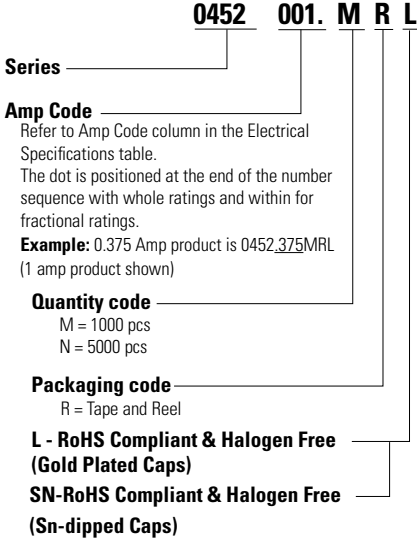 0452 001. M R L
Series
Amp Code
Refer to Amp Code column in the Electrical
Specifications table.
The dot is positioned at the end of the number
sequence with whole ratings and within for
fractional ratings.
Example: 0.375 Amp product is 0452.375MRL
(1 amp product shown)
Quantity code
M = 1000 pcs
N = 5000 pcs
Packaging code
R = Tape and Reel
L - RoHS Compliant & Halogen Free
(Gold Plated Caps)
SN-RoHS Compliant & Halogen Free
(Sn-dipped Caps)